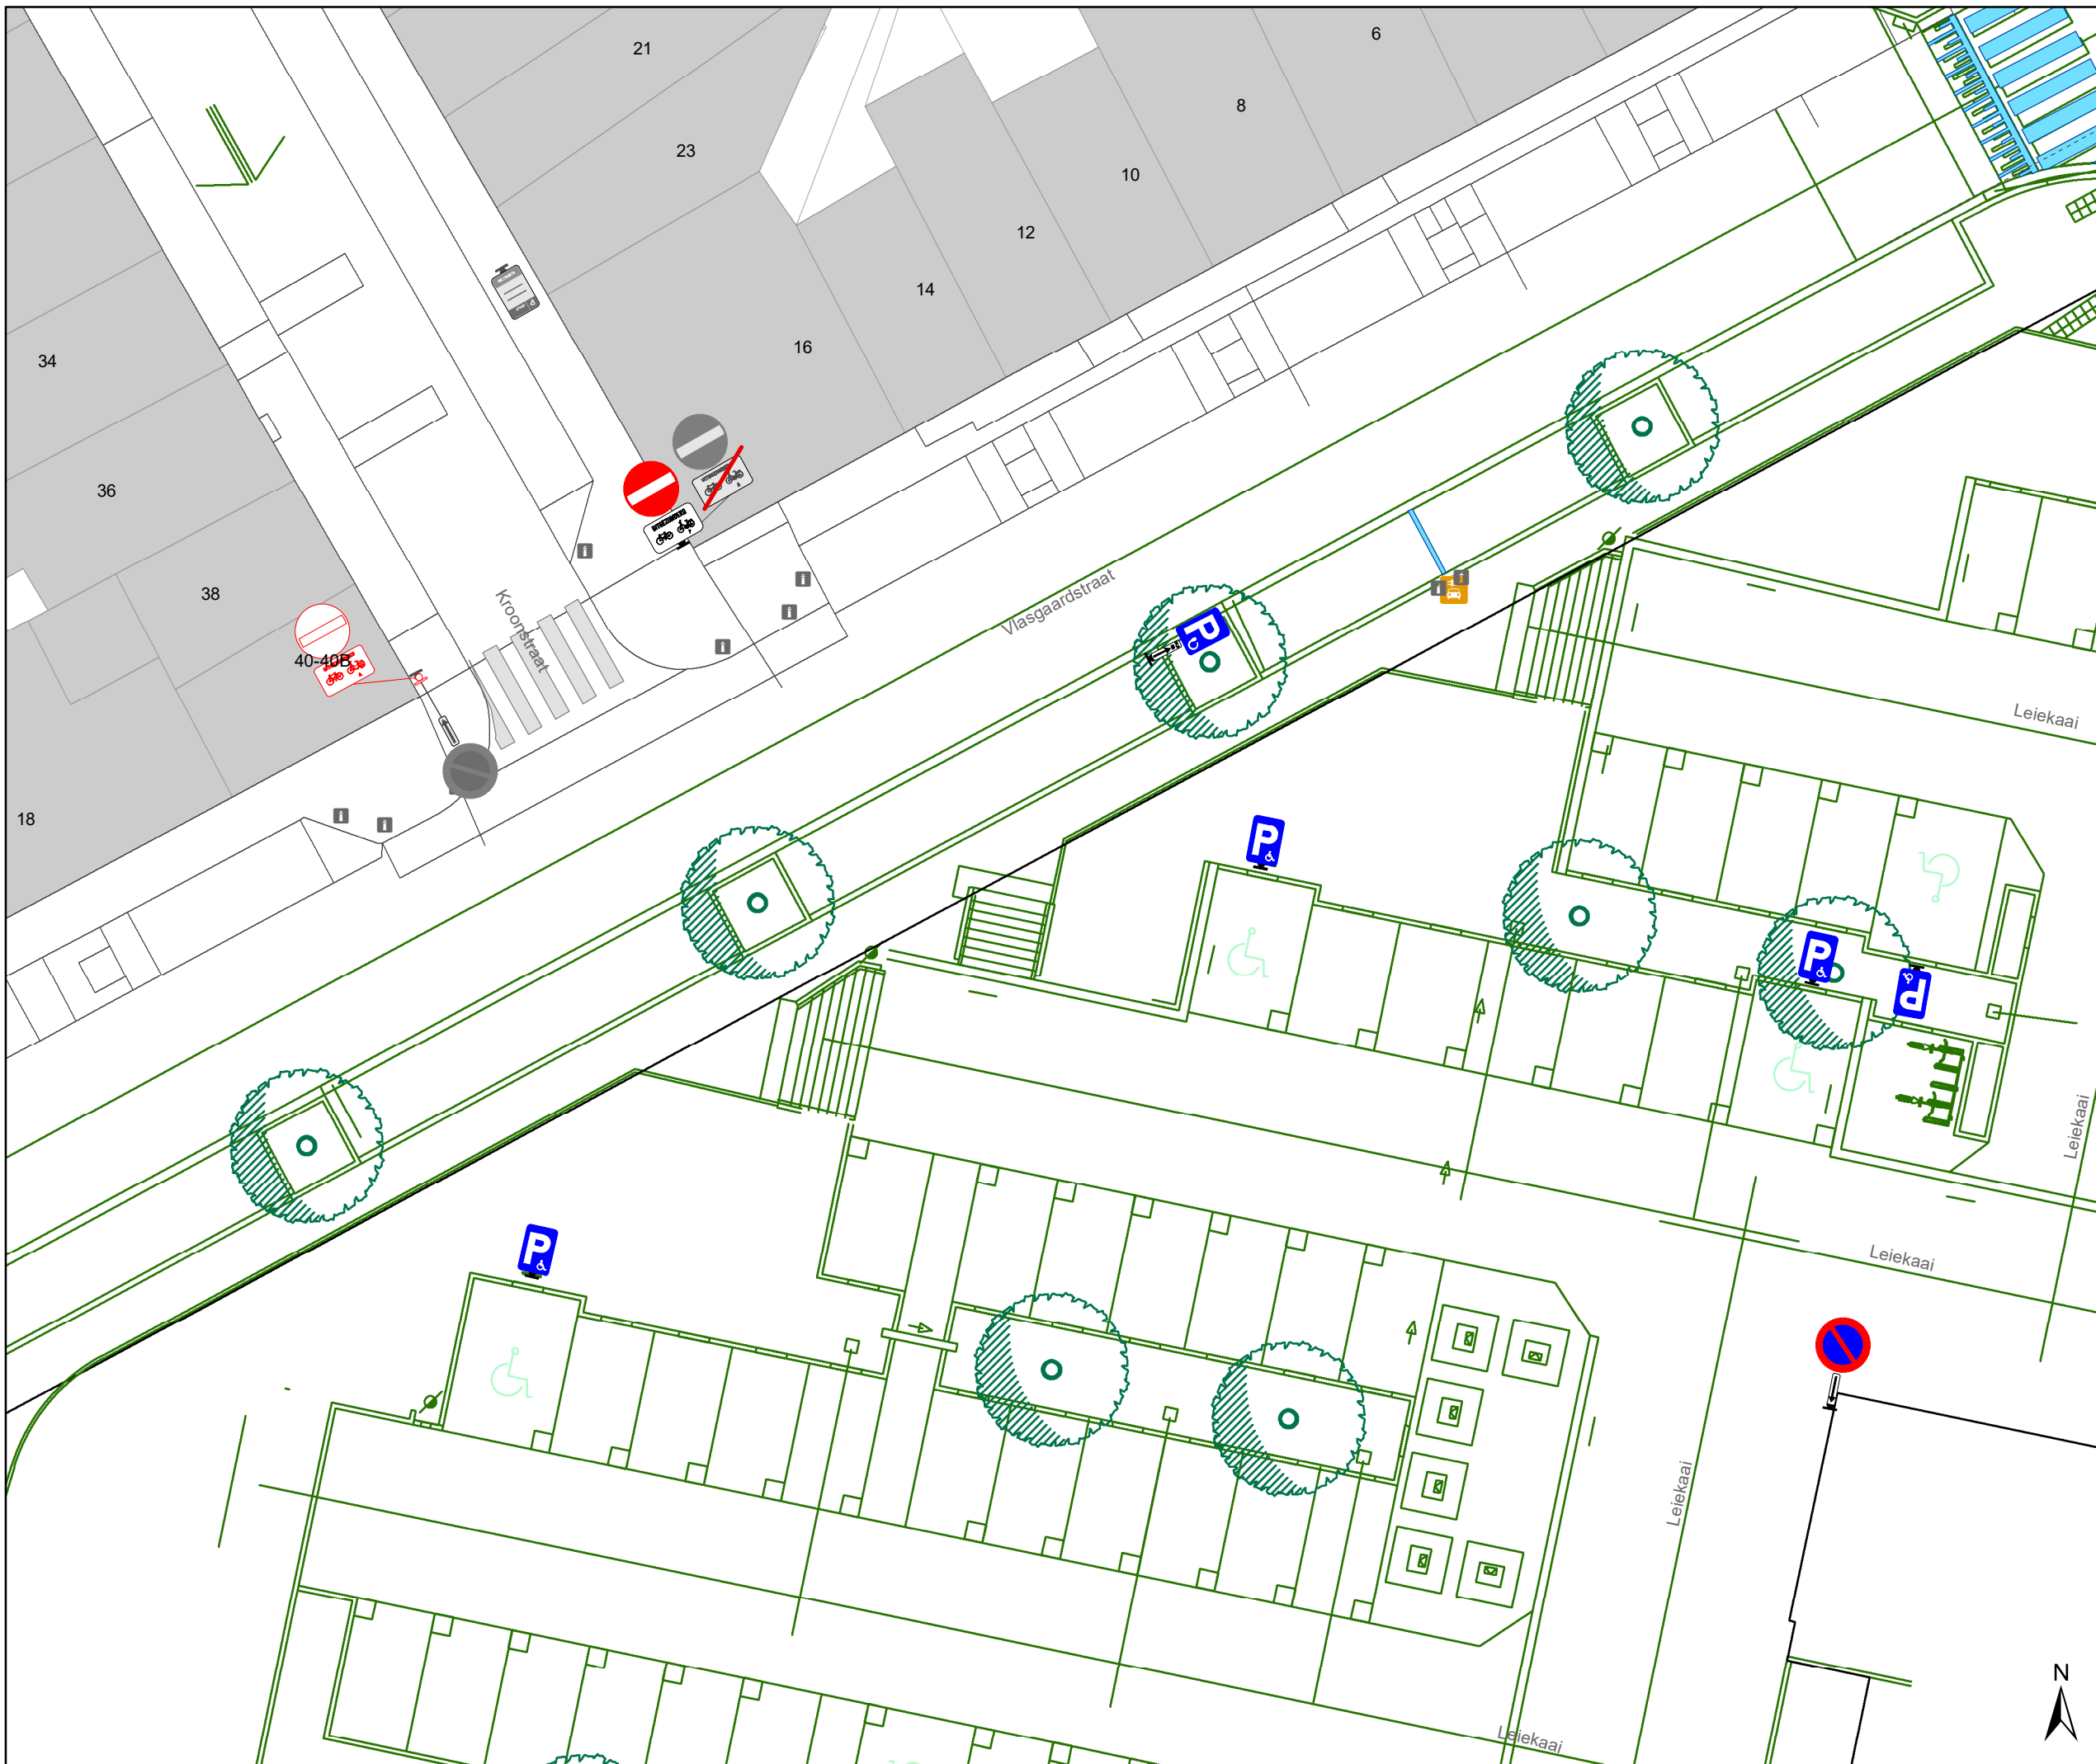 21
6
8
23
10
12
14
16
34
36
38
40-40B
18
Kroonstraat
Vlasgaardstraat
UITGEZONDERD
P
Leiekaai
P
P
P
Leiekaai
P
Leiekaai
Leiekaai
Leiekaai
N